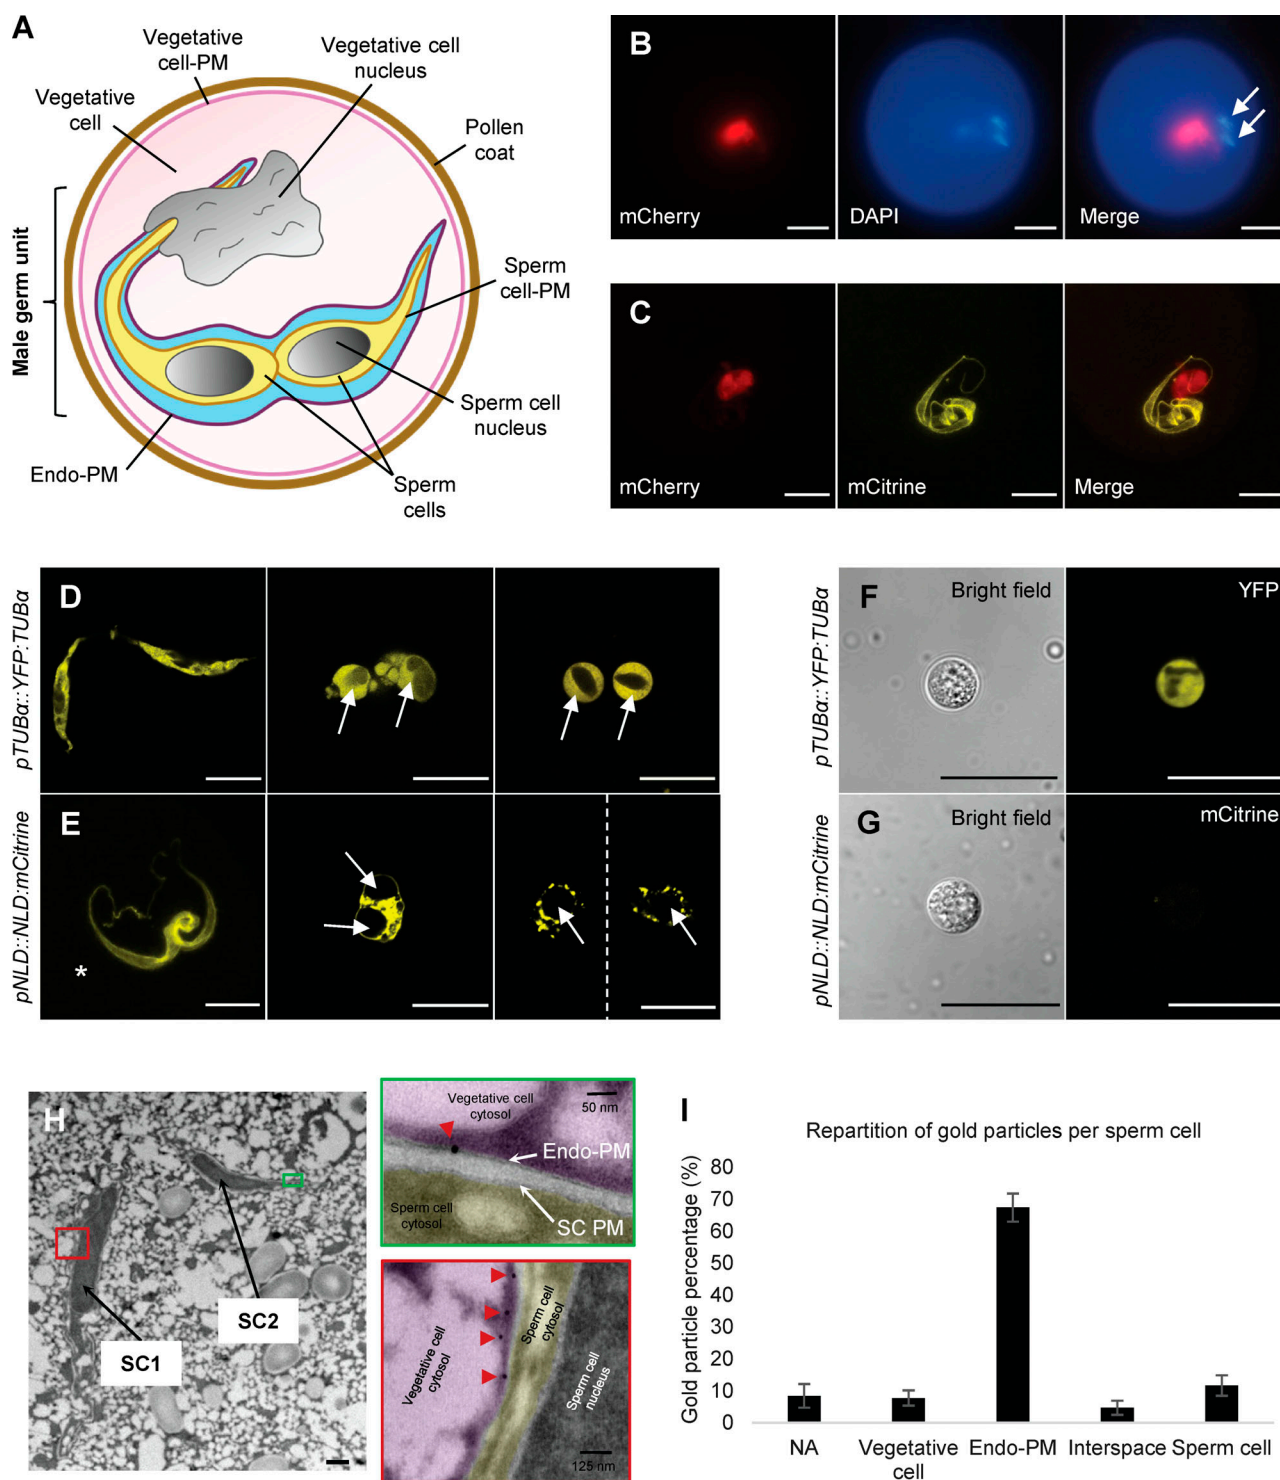 A
Vegetative
cell-PM
Vegetative cell
nucleus
Vegetative
cell
Pollen
coat
Male germ unit
Sperm
cell-PM
Sperm cell
nucleus
Endo-PM
Sperm
cells
B
mCherry
DAPI
Merge
C
mCherry
mCitrine
Merge
pTUBα::YFP:TUBα
D
pNLD::NLD:mCitrine
E
*
pTUBα::YFP:TUBα
F
Bright field
YFP
pNLD::NLD:mCitrine
G
Bright field
mCitrine
H
SC1
SC2
Vegetative cell
cytosol
50 nm
Endo-PM
Sperm cell
cytosol
SC PM
Vegetative cell
cytosol
Sperm cell
cytosol
Sperm cell
nucleus
125 nm
I
Repartition of gold particles per sperm cell
Gold particle percentage (%)
80
70
60
50
40
30
20
10
0
NA
Vegetative
cell
Endo-PM
Interspace
Sperm cell